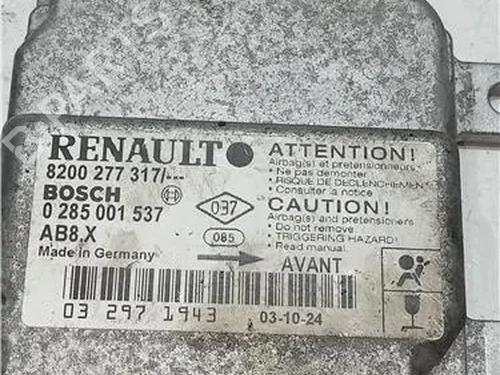 RENAULT
8200 277 317/---
BOSCH
0 285 001 537
AB8.X
Made in Germany
037
085
ATTENTION!
Airbag(s) et pretensionneurs
• Ne pas demonter
• RISQUE DE DECLENCHEMENT
• Consulter la notice
CAUTION!
Airbag(s) and pretensioners
• Do not remove
• TRIGGERING HAZARD!
• Read manual.
AVANT
03 2971943
03-10-24